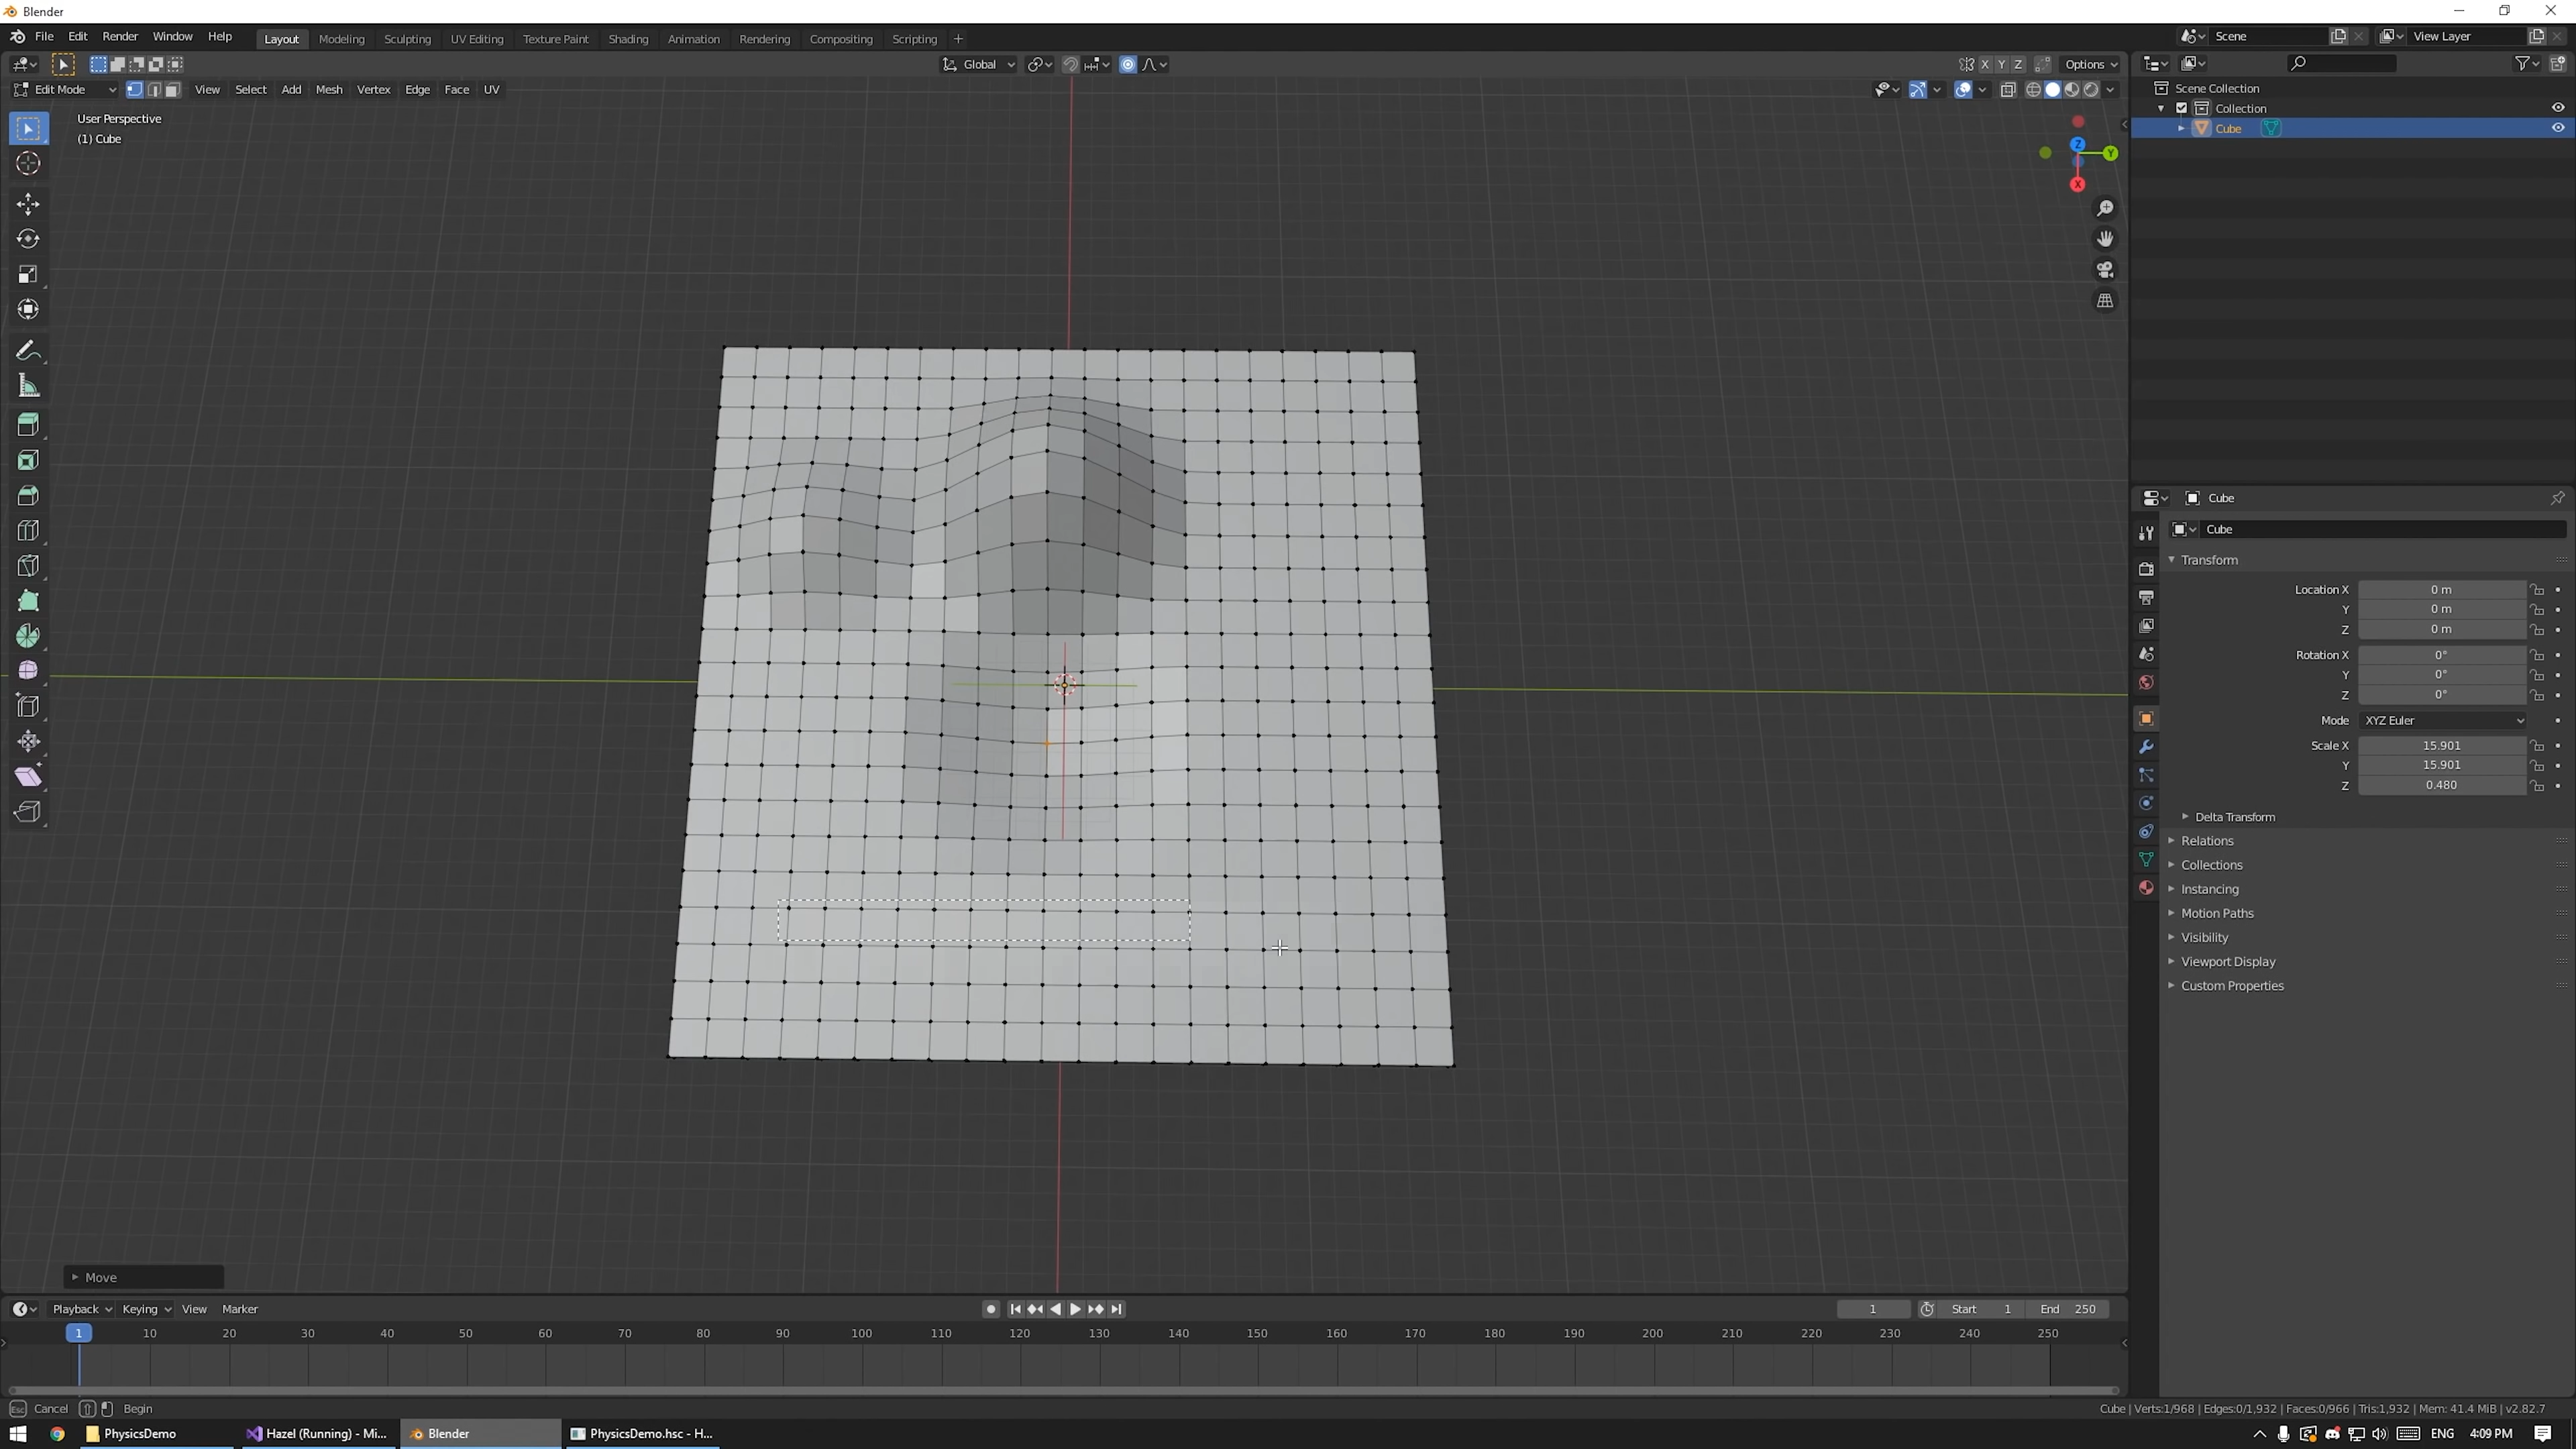 Blender
File Edit Render Window Help Layout Modeling Sculpting UV Editing Texture Paint Shading Animation Rendering Compositing Scripting + Scene View Layer
Global X Y Z Options
Edit Mode View Select Add Mesh Vertex Edge Face UV
User Perspective
(1) Cube
Z
Y
X
Scene Collection
Collection
Cube
Cube
Cube
Transform
Location X 0 m
Y 0 m
Z 0 m
Rotation X 0°
Y 0°
Z 0°
Mode XYZ Euler
Scale X 15.901
Y 15.901
Z 0.480
Delta Transform
Relations
Collections
Instancing
Motion Paths
Visibility
Viewport Display
Custom Properties
Move
Playback Keying View Marker 1 Start 1 End 250
1 10 20 30 40 50 60 70 80 90 100 110 120 130 140 150 160 170 180 190 200 210 220 230 240 250
Esc Cancel Begin Cube | Verts:1/968 | Edges:0/1,932 | Faces:0/966 | Tris:1,932 | Mem: 41.4 MiB | v2.82.7
PhysicsDemo Hazel (Running) - Mi... Blender PhysicsDemo.hsc - H... ENG 4:09 PM